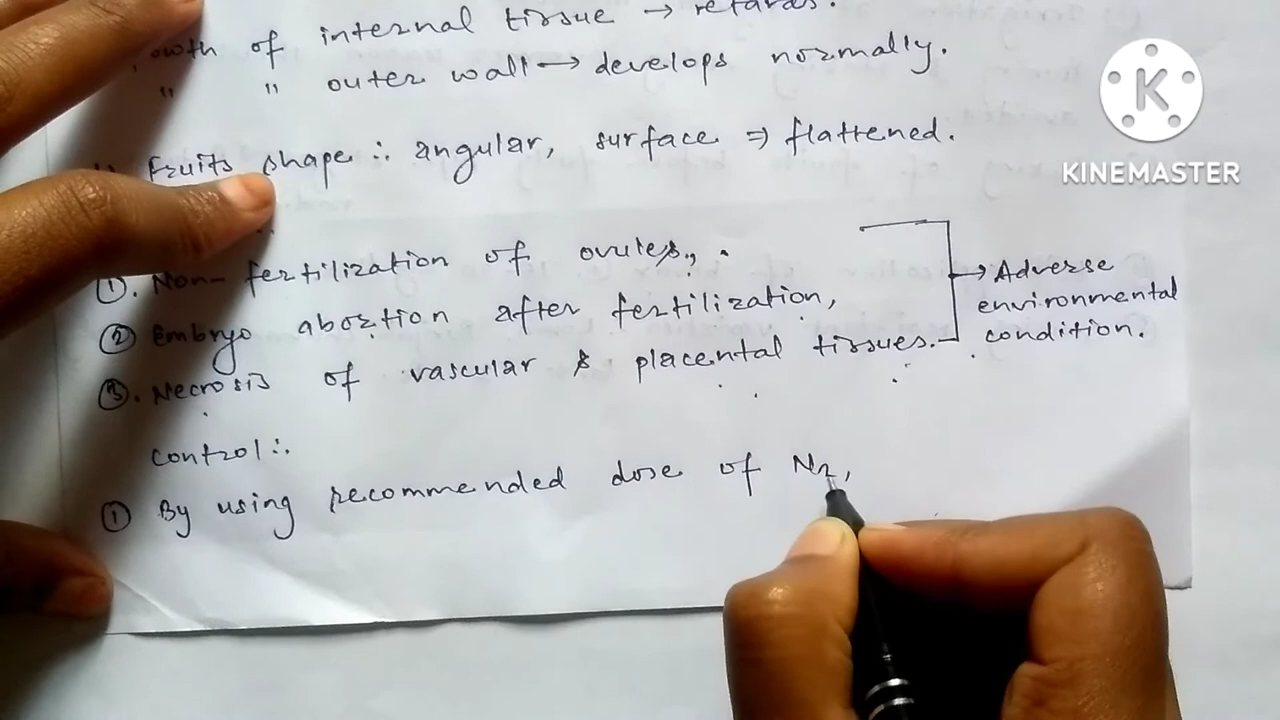 of internal tissue → retards.
" " outer wall → develops normally.
Fruits shape ∴ angular, surface ⇒ flattened.
①. Non-fertilization of ovules,.
② Embryo abortion after fertilization,
③. Necrosis of vascular & placental tissues.
→ Adverse
environmental
condition.
control ∴
① By using recommended dose of N2,
K
KINEMASTER